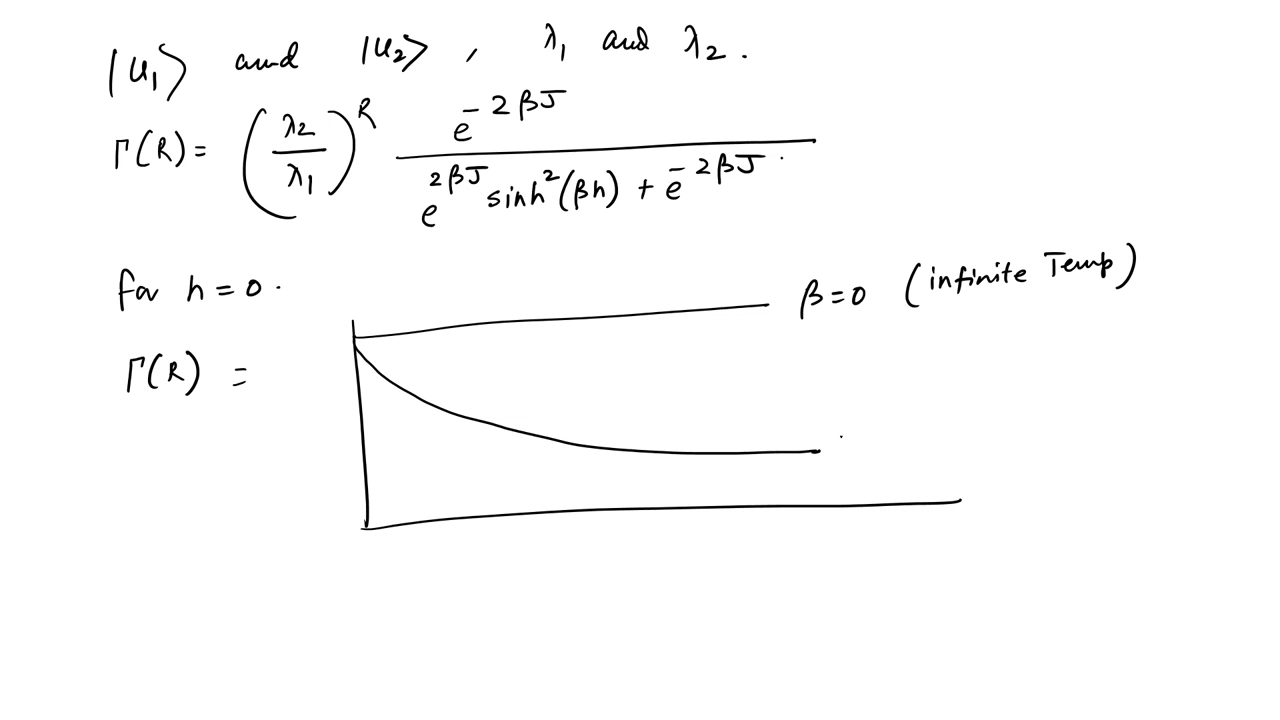 |u₁⟩ and |u₂⟩ , λ₁ and λ₂ .
Γ(R) = (λ₂/λ₁)^R e^{-2βJ} / (e^{2βJ} sinh²(βh) + e^{-2βJ}) .
for h = 0 .
β = 0 (infinite Temp)
Γ(R) =